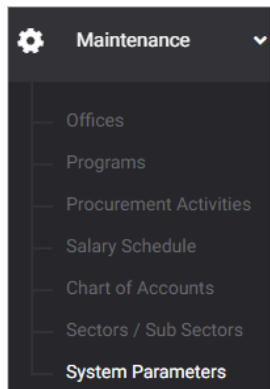 Maintenance
Offices
Programs
Procurement Activities
Salary Schedule
Chart of Accounts
Sectors / Sub Sectors
System Parameters